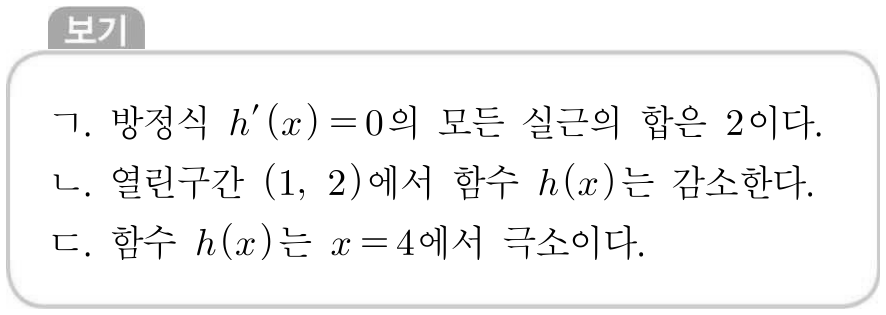 보기
ㄱ. 방정식 h′(x)=0의 모든 실근의 합은 2이다.
ㄴ. 열린구간 (1, 2)에서 함수 h(x)는 감소한다.
ㄷ. 함수 h(x)는 x=4에서 극소이다.